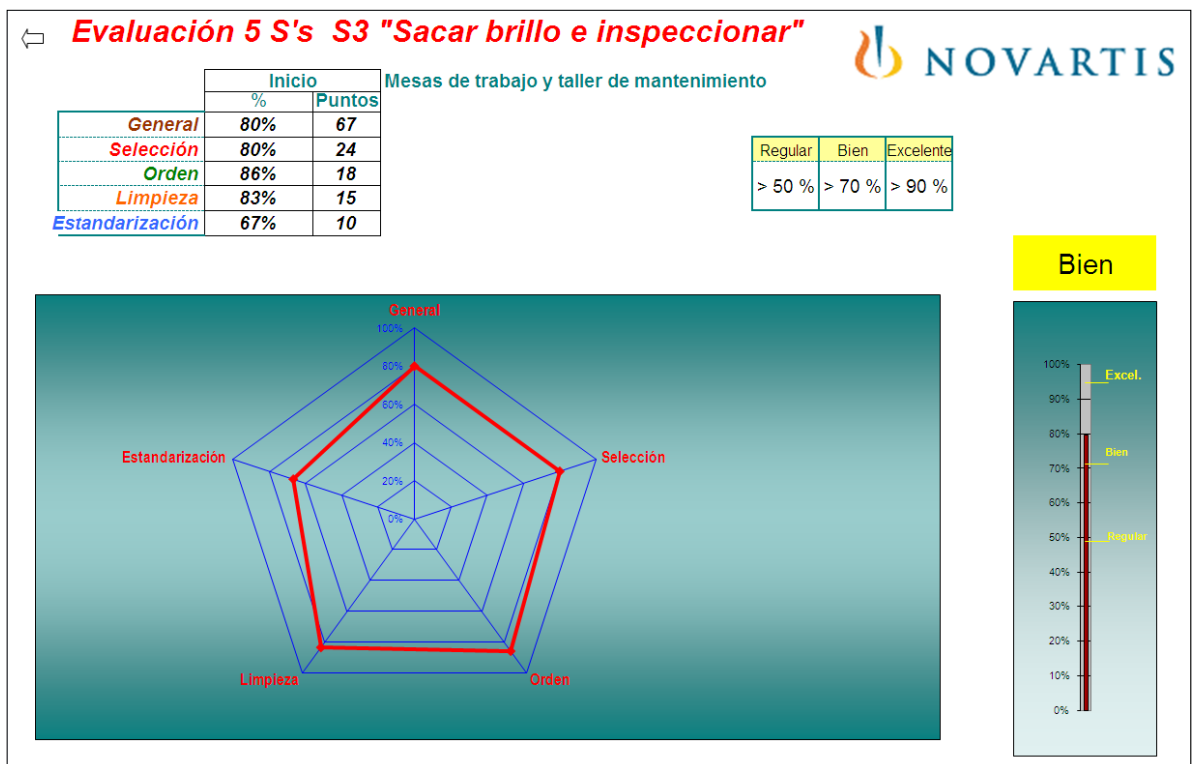 Evaluación 5 S's S3 "Sacar brillo e inspeccionar"
NOVARTIS
Inicio
Mesas de trabajo y taller de mantenimiento
% Puntos
General 80% 67
Selección 80% 24
Orden 86% 18
Limpieza 83% 15
Estandarización 67% 10
Regular Bien Excelente
> 50 % > 70 % > 90 %
Bien
General
100%
80%
60%
40%
20%
0%
Estandarización
Selección
Limpieza
Orden
100%
Excel.
90%
80%
Bien
70%
60%
50%
Regular
40%
30%
20%
10%
0%